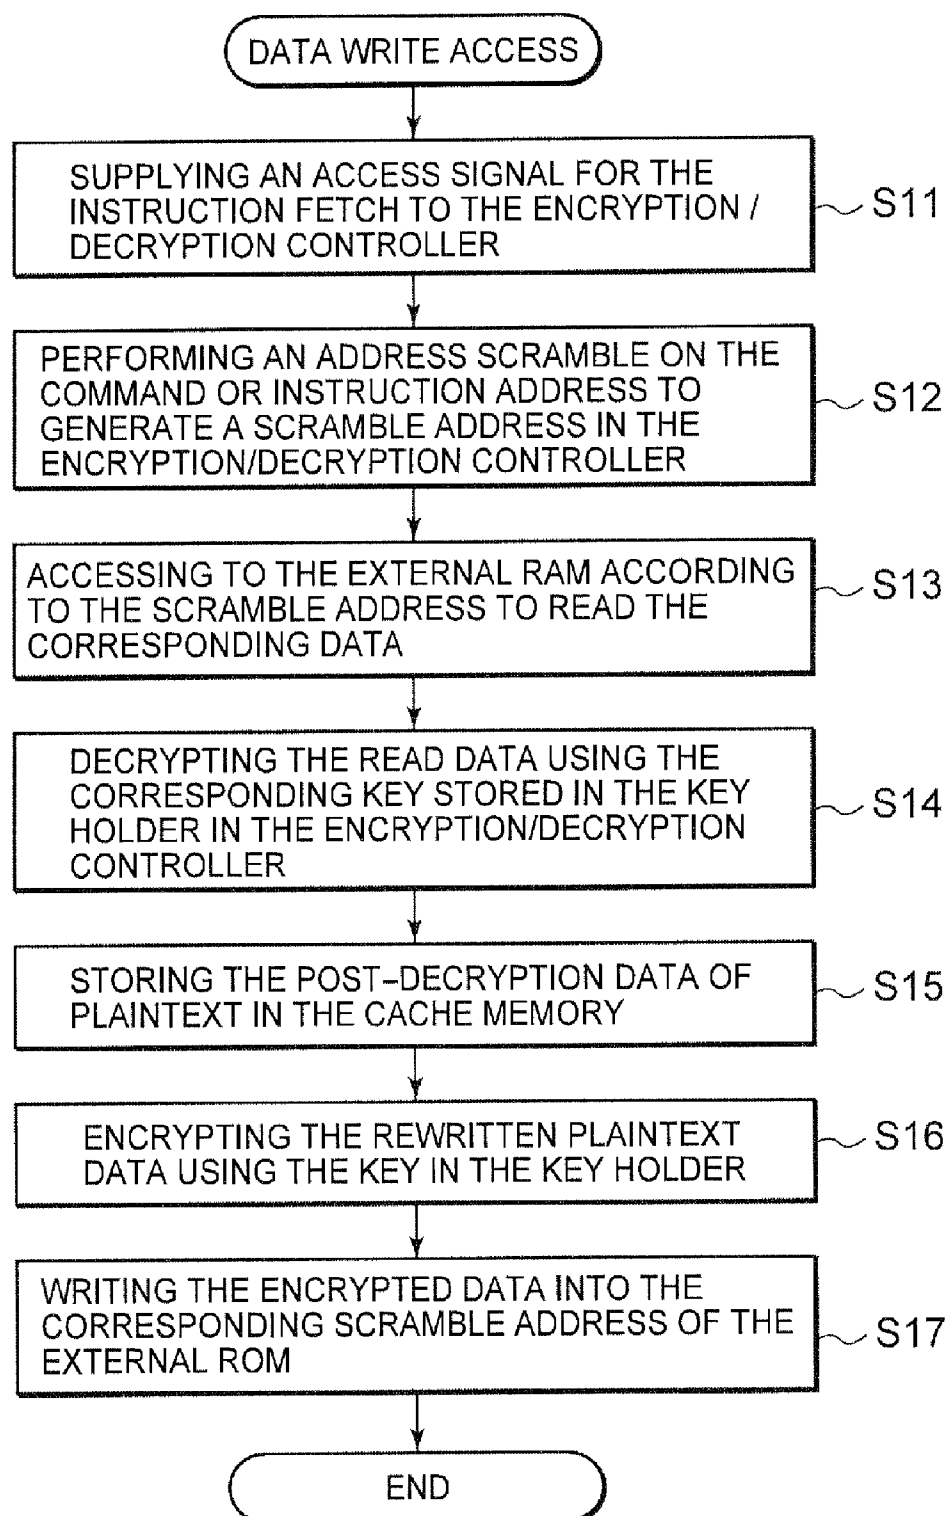 DATA WRITE ACCESS
SUPPLYING AN ACCESS SIGNAL FOR THE
INSTRUCTION FETCH TO THE ENCRYPTION /
DECRYPTION CONTROLLER
S11
PERFORMING AN ADDRESS SCRAMBLE ON THE
COMMAND OR INSTRUCTION ADDRESS TO
GENERATE A SCRAMBLE ADDRESS IN THE
ENCRYPTION/DECRYPTION CONTROLLER
S12
ACCESSING TO THE EXTERNAL RAM ACCORDING
TO THE SCRAMBLE ADDRESS TO READ THE
CORRESPONDING DATA
S13
DECRYPTING THE READ DATA USING THE
CORRESPONDING KEY STORED IN THE KEY
HOLDER IN THE ENCRYPTION/DECRYPTION
CONTROLLER
S14
STORING THE POST–DECRYPTION DATA OF
PLAINTEXT IN THE CACHE MEMORY
S15
ENCRYPTING THE REWRITTEN PLAINTEXT
DATA USING THE KEY IN THE KEY HOLDER
S16
WRITING THE ENCRYPTED DATA INTO THE
CORRESPONDING SCRAMBLE ADDRESS OF THE
EXTERNAL ROM
S17
END